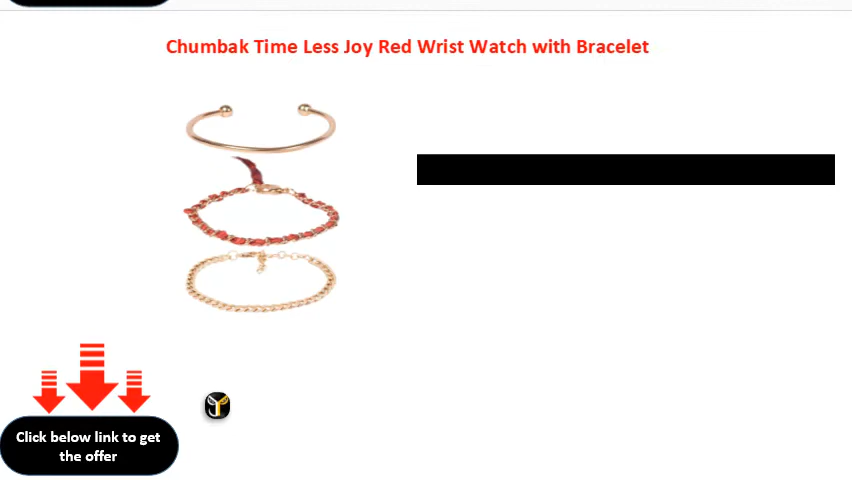 Chumbak Time Less Joy Red Wrist Watch with Bracelet
Click below link to get
the offer